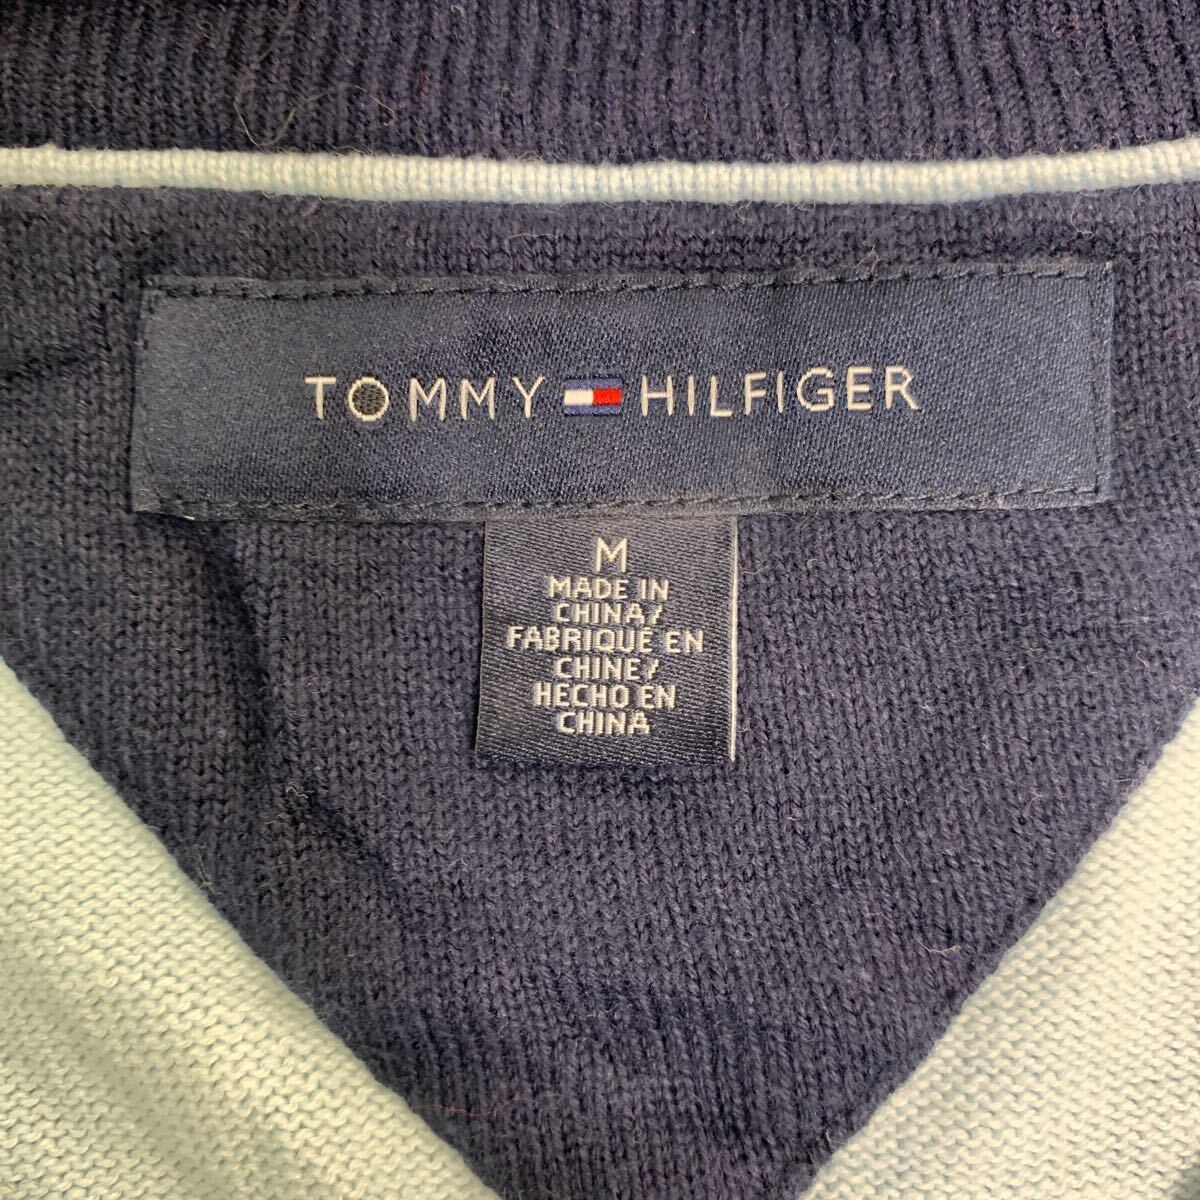 TOMMY HILFIGER
M
MADE IN
CHINA/
FABRIQUÉ EN
CHINE/
HECHO EN
CHINA